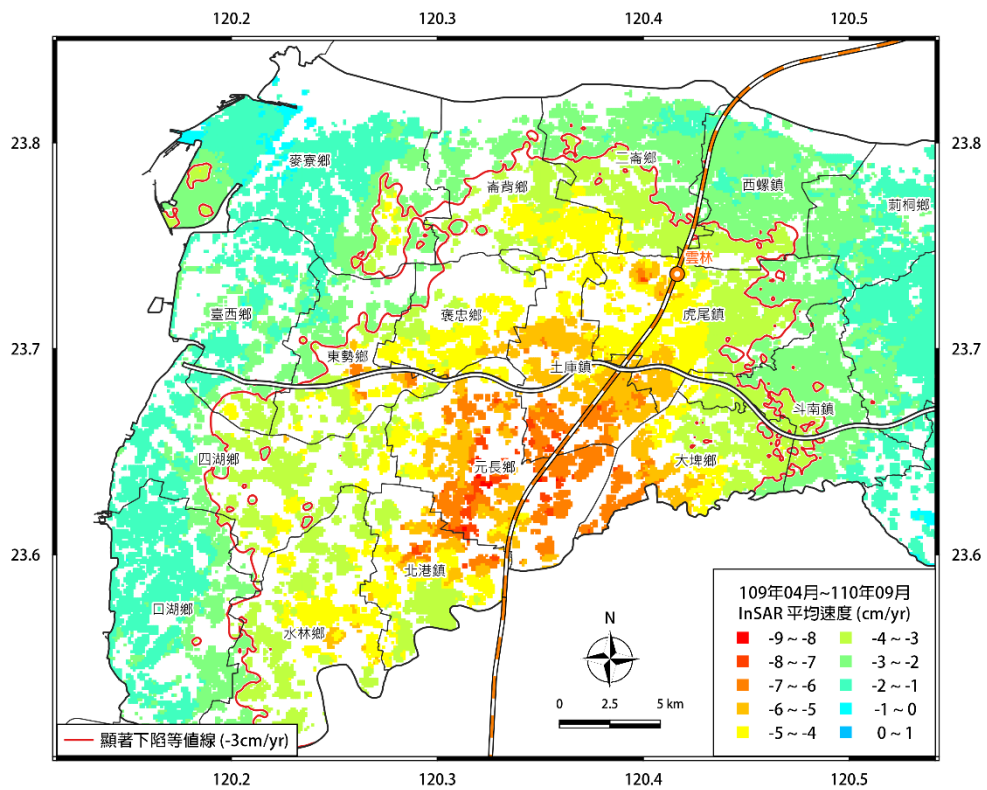 120.2 120.3 120.4 120.5
23.8 23.8
麥寮鄉
崙背鄉
二崙鄉
西螺鎮
莿桐鄉
雲林
臺西鄉
褒忠鄉
虎尾鎮
23.7 23.7
東勢鄉
土庫鎮
斗南鎮
四湖鄉
元長鄉
大埤鄉
23.6 23.6
北港鎮
口湖鄉
水林鄉
N
0 2.5 5 km
109年04月~110年09月
InSAR 平均速度 (cm/yr)
-9 ~ -8 -4 ~ -3
-8 ~ -7 -3 ~ -2
-7 ~ -6 -2 ~ -1
-6 ~ -5 -1 ~ 0
-5 ~ -4 0 ~ 1
顯著下陷等值線 (-3cm/yr)
120.2 120.3 120.4 120.5